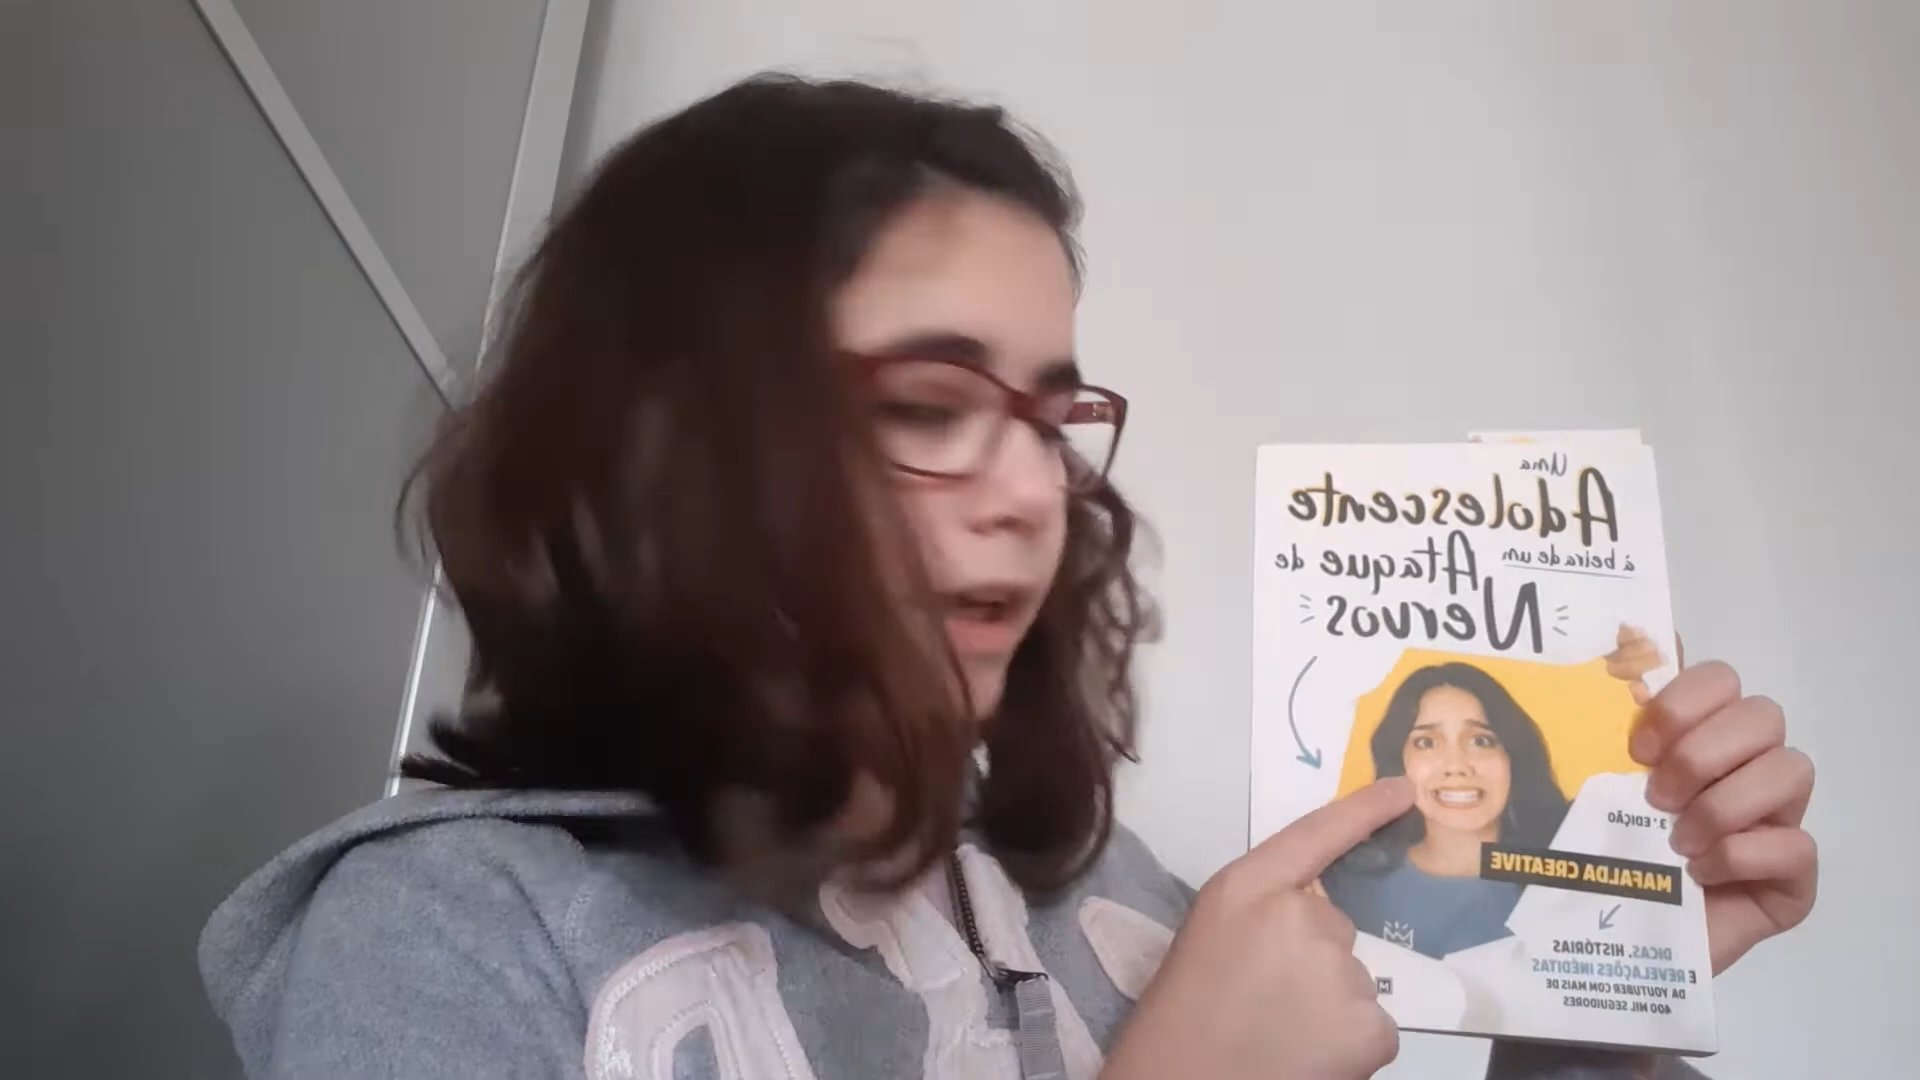 Uma
Adolescente
à beira de um
Ataque de
Nervos
3.ª EDIÇÃO
MAFALDA CREATIVE
DICAS, HISTÓRIAS
E REVELAÇÕES INÉDITAS
DA YOUTUBER COM MAIS DE
400 MIL SEGUIDORES
M